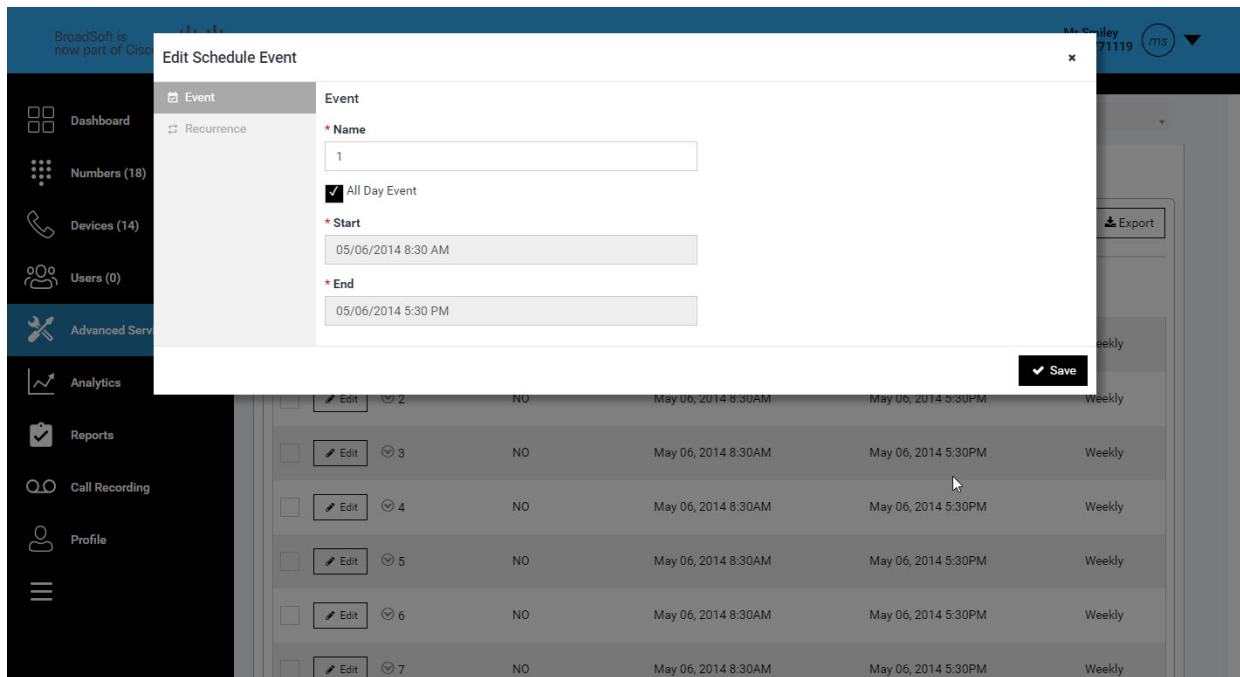 BroadSoft is
now part of Cisco
Mr Smiley
71119
ms
Edit Schedule Event
Event
Recurrence
Event
* Name
1
All Day Event
* Start
05/06/2014 8:30 AM
* End
05/06/2014 5:30 PM
Save
Dashboard
Numbers (18)
Devices (14)
Users (0)
Advanced Serv
Analytics
Reports
Call Recording
Profile
Export
eekly
Edit 2 NO May 06, 2014 8:30AM May 06, 2014 5:30PM Weekly
Edit 3 NO May 06, 2014 8:30AM May 06, 2014 5:30PM Weekly
Edit 4 NO May 06, 2014 8:30AM May 06, 2014 5:30PM Weekly
Edit 5 NO May 06, 2014 8:30AM May 06, 2014 5:30PM Weekly
Edit 6 NO May 06, 2014 8:30AM May 06, 2014 5:30PM Weekly
Edit 7 NO May 06, 2014 8:30AM May 06, 2014 5:30PM Weekly